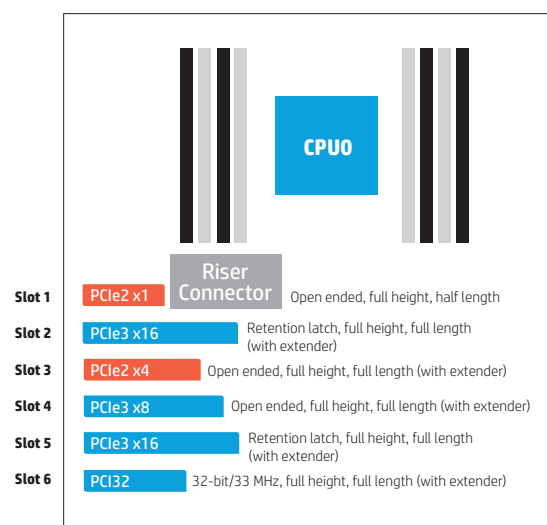 CPU0
Riser
Connector
Slot 1
PCIe2 x1
Open ended, full height, half length
Slot 2
PCIe3 x16
Retention latch, full height, full length
(with extender)
Slot 3
PCIe2 x4
Open ended, full height, full length (with extender)
Slot 4
PCIe3 x8
Open ended, full height, full length (with extender)
Slot 5
PCIe3 x16
Retention latch, full height, full length
(with extender)
Slot 6
PCI32
32-bit/33 MHz, full height, full length (with extender)